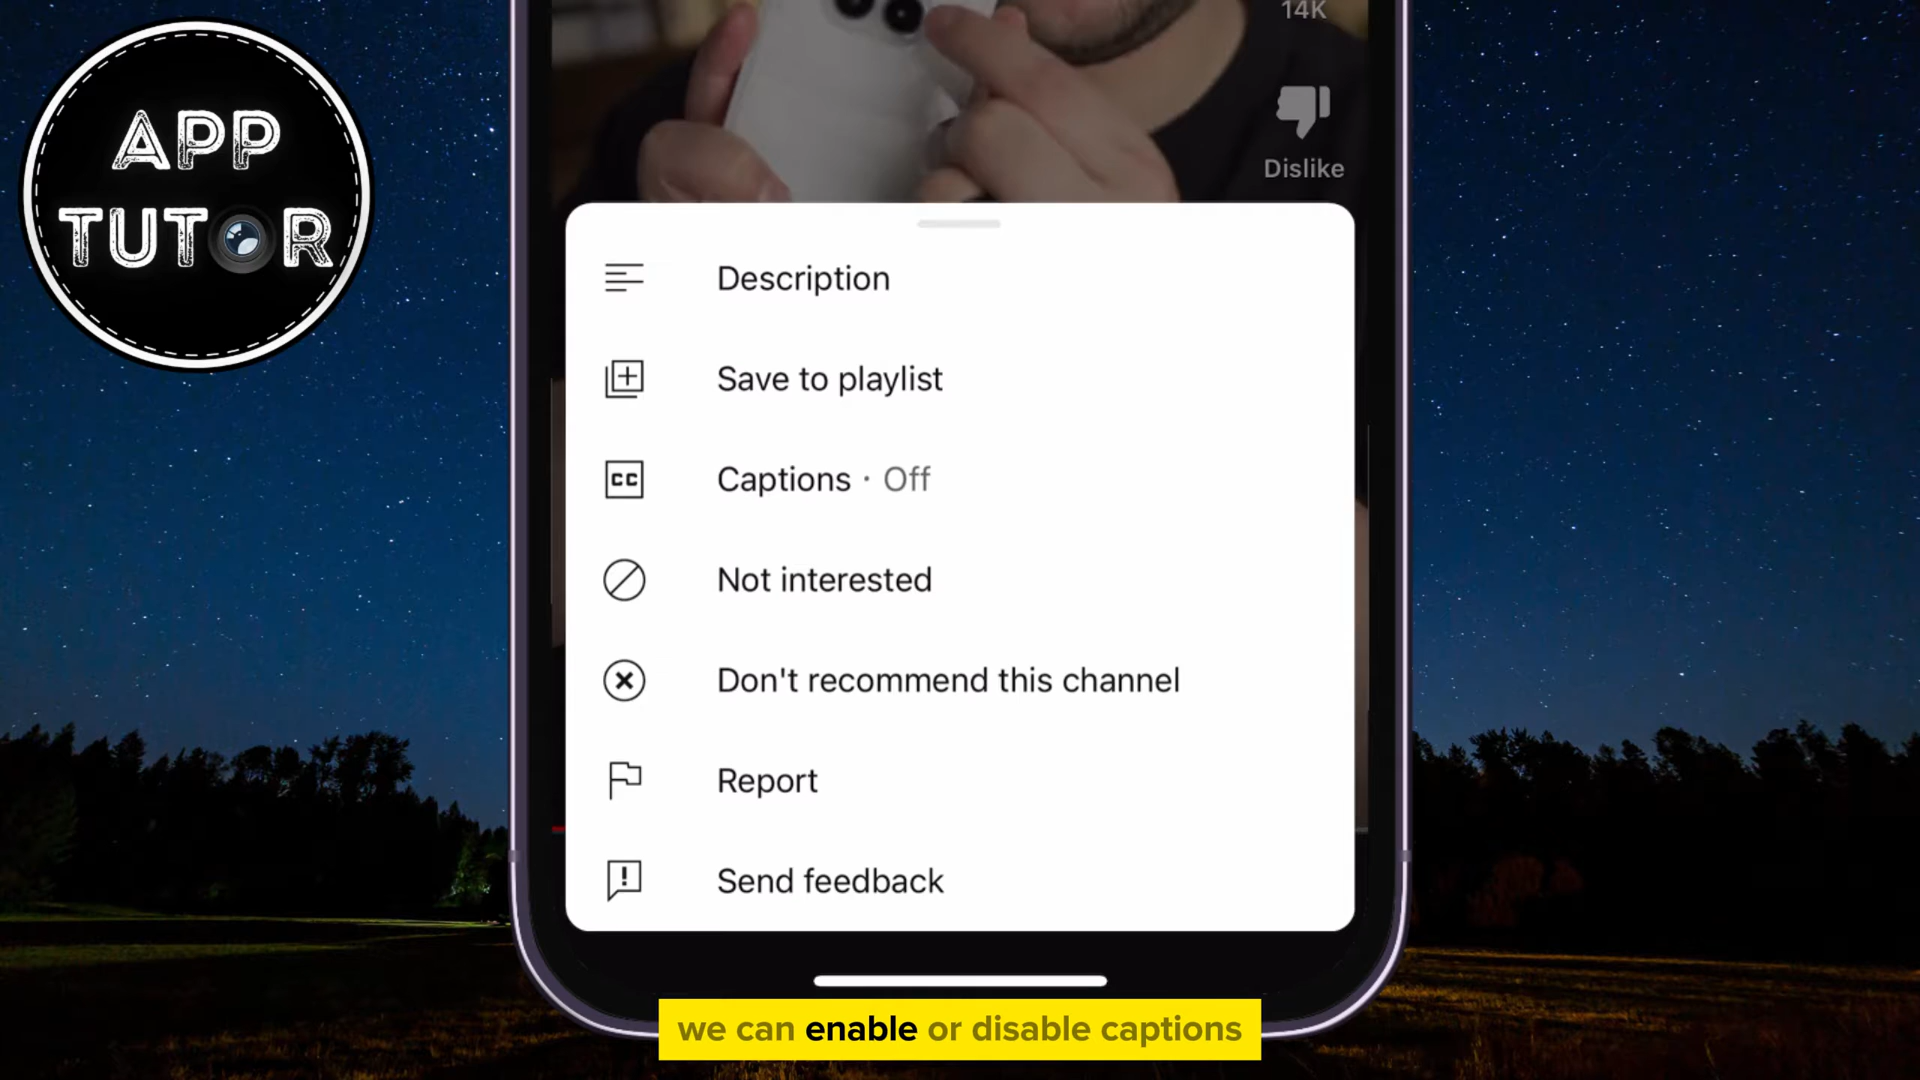 APP
TUTOR
14K
Dislike
Description
Save to playlist
CC
Captions · Off
Not interested
Don't recommend this channel
Report
Send feedback
we can enable or disable captions